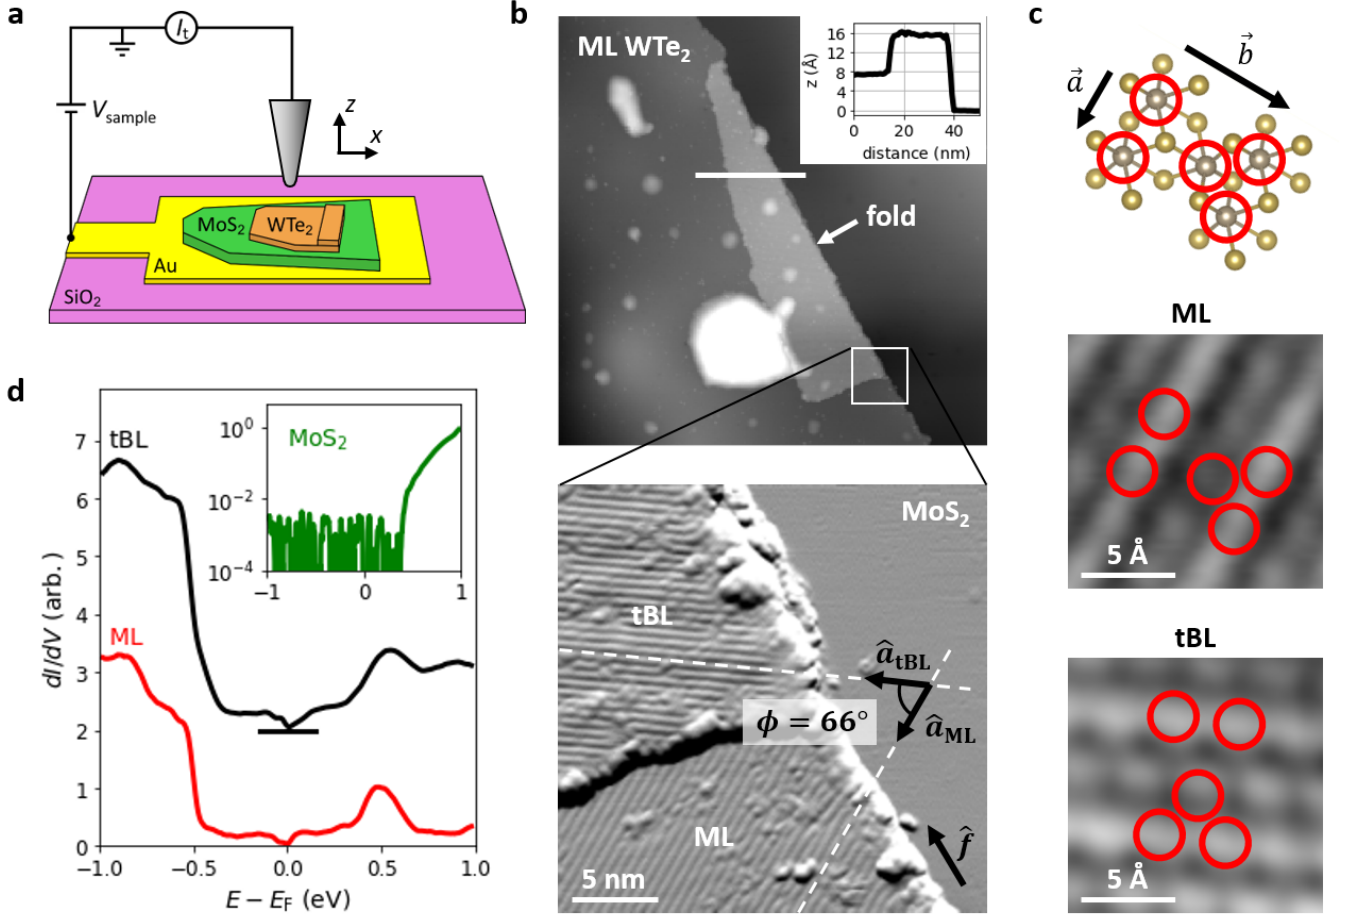 a
I_t
V_sample
z
x
MoS₂
WTe₂
Au
SiO₂
b
ML WTe₂
z (Å)
16
12
8
4
0
0
20
40
distance (nm)
fold
MoS₂
tBL
â_tBL
ϕ = 66°
â_ML
ML
f̂
5 nm
c
a⃗
b⃗
ML
5 Å
tBL
5 Å
d
dI/dV (arb.)
7
6
5
4
3
2
1
0
tBL
ML
MoS₂
10⁰
10⁻²
10⁻⁴
−1
0
1
−1.0
−0.5
0.0
0.5
1.0
E − E_F (eV)